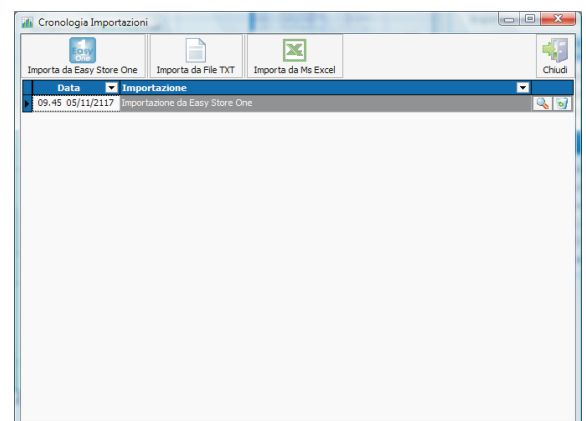 Cronologia Importazioni
Easy
One
Importa da Easy Store One
Importa da File TXT
Importa da Ms Excel
Chiudi
Data Importazione
09.45 05/11/2117 Importazione da Easy Store One